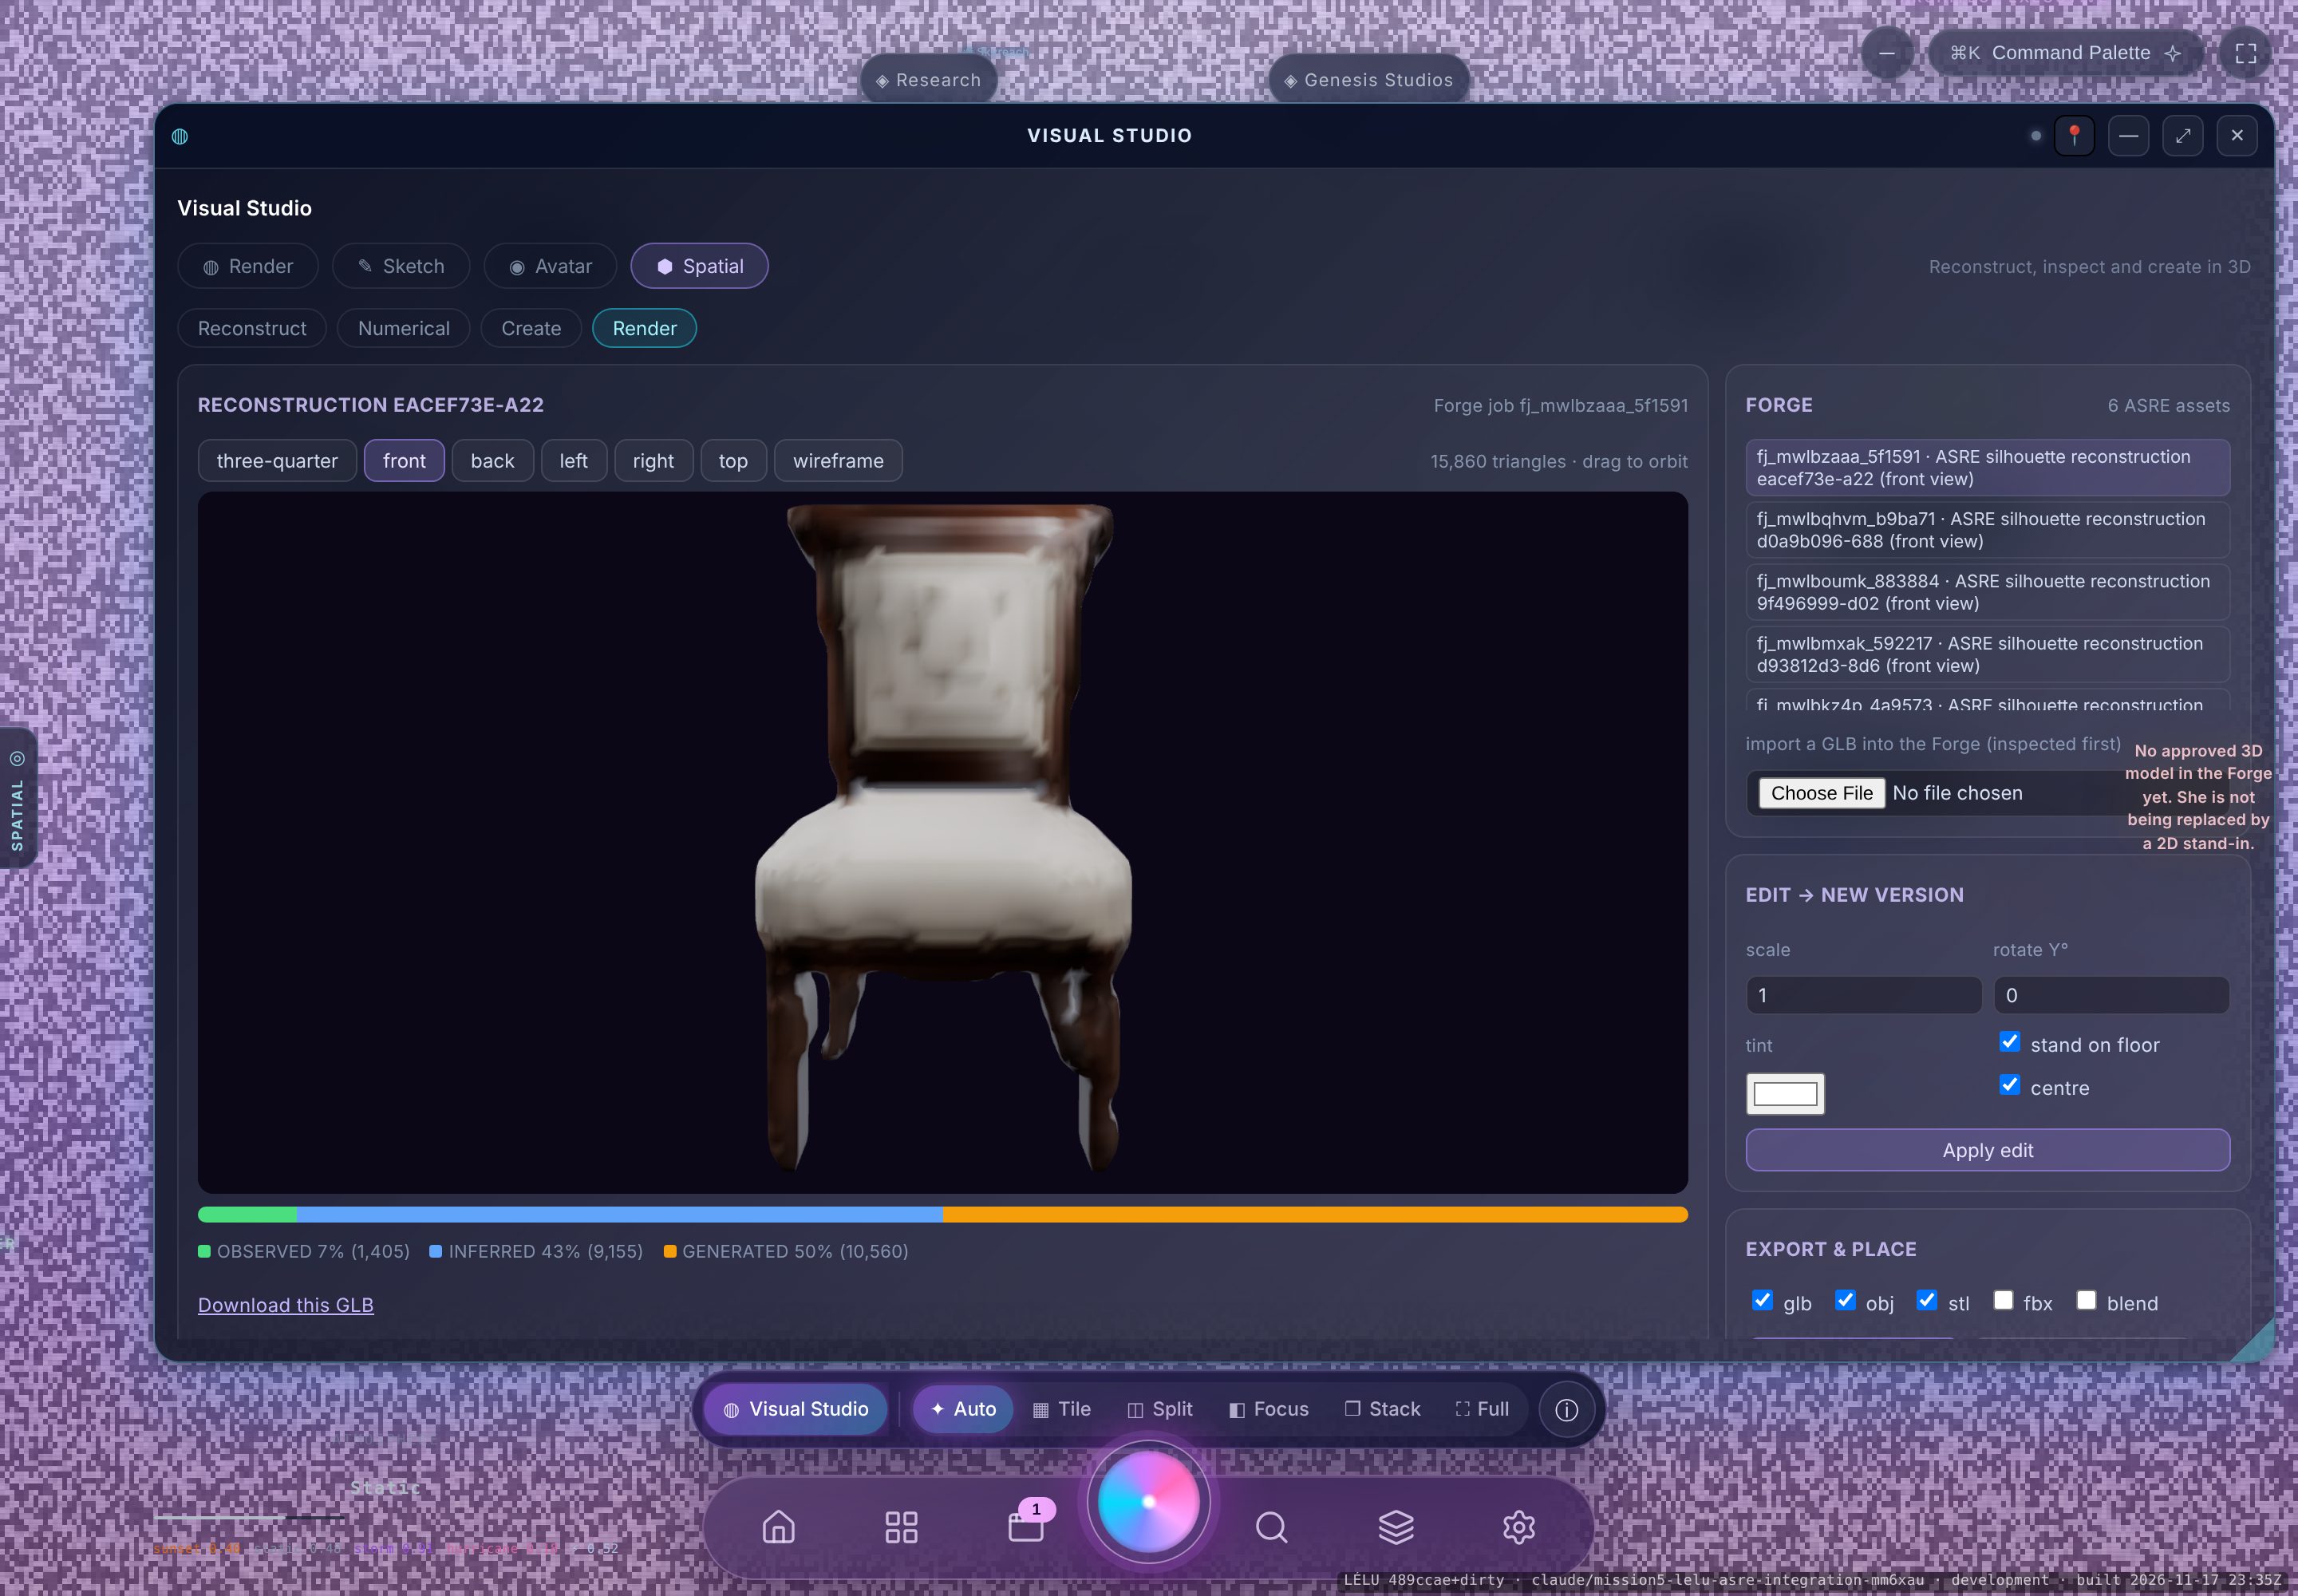 ◈ Research
◈ Genesis Studios
⌘K Command Palette
VISUAL STUDIO
Visual Studio
Render
Sketch
Avatar
Spatial
Reconstruct, inspect and create in 3D
Reconstruct
Numerical
Create
Render
RECONSTRUCTION EACEF73E-A22
Forge job fj_mwlbzaaa_5f1591
three-quarter
front
back
left
right
top
wireframe
15,860 triangles · drag to orbit
OBSERVED 7% (1,405)
INFERRED 43% (9,155)
GENERATED 50% (10,560)
Download this GLB
FORGE
6 ASRE assets
fj_mwlbzaaa_5f1591 · ASRE silhouette reconstruction
eacef73e-a22 (front view)
fj_mwlbqhvm_b9ba71 · ASRE silhouette reconstruction
d0a9b096-688 (front view)
fj_mwlboumk_883884 · ASRE silhouette reconstruction
9f496999-d02 (front view)
fj_mwlbmxak_592217 · ASRE silhouette reconstruction
d93812d3-8d6 (front view)
fj_mwlbkz4p_4a9573 · ASRE silhouette reconstruction
import a GLB into the Forge (inspected first)
Choose File No file chosen
No approved 3D
model in the Forge
yet. She is not
being replaced by
a 2D stand-in.
EDIT → NEW VERSION
scale
rotate Y°
1
0
tint
stand on floor
centre
Apply edit
EXPORT & PLACE
glb
obj
stl
fbx
blend
SPATIAL
Visual Studio
Auto
Tile
Split
Focus
Stack
Full
1
Static
LÉLU 489ccae+dirty · claude/mission5-lelu-asre-integration-mm6xau · development · built 2026-11-17 23:35Z